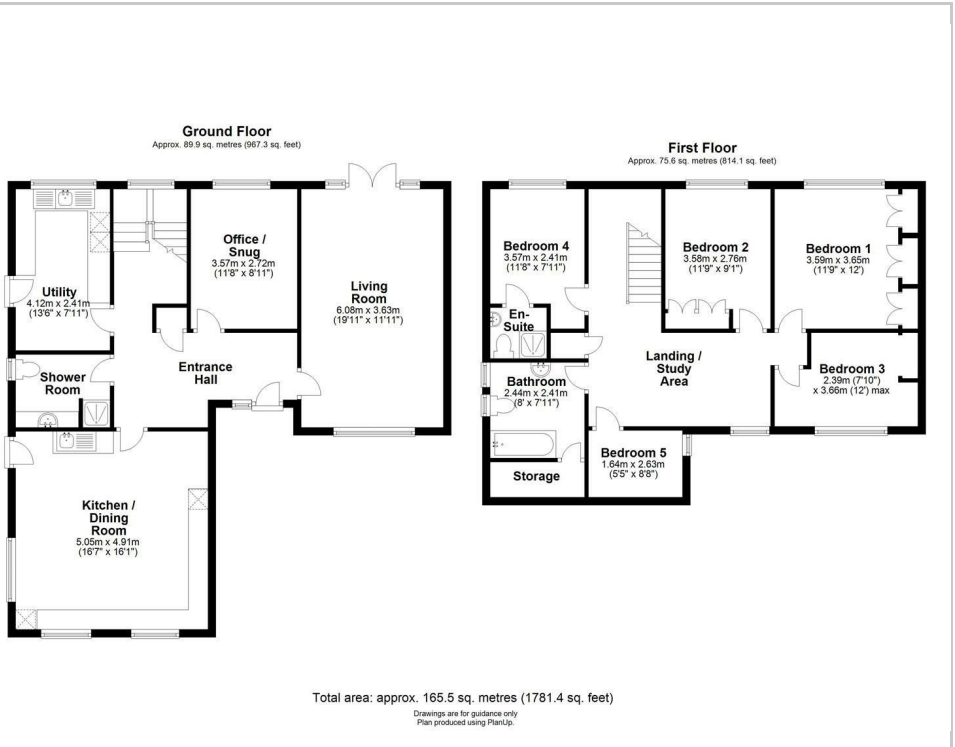 Ground Floor
Approx. 89.9 sq. metres (967.3 sq. feet)
Utility
4.12m x 2.41m
(13'6" x 7'11")
Office /
Snug
3.57m x 2.72m
(11'8" x 8'11")
Living
Room
6.08m x 3.63m
(19'11" x 11'11")
Shower
Room
Entrance
Hall
Kitchen /
Dining
Room
5.05m x 4.91m
(16'7" x 16'1")
First Floor
Approx. 75.6 sq. metres (814.1 sq. feet)
Bedroom 4
3.57m x 2.41m
(11'8" x 7'11")
Bedroom 2
3.58m x 2.76m
(11'9" x 9'1")
Bedroom 1
3.59m x 3.65m
(11'9" x 12')
En-
Suite
Landing /
Study
Area
Bedroom 3
2.39m (7'10")
x 3.66m (12') max
Bathroom
2.44m x 2.41m
(8' x 7'11")
Bedroom 5
1.64m x 2.63m
(5'5" x 8'8")
Storage
Total area: approx. 165.5 sq. metres (1781.4 sq. feet)
Drawings are for guidance only
Plan produced using PlanUp.